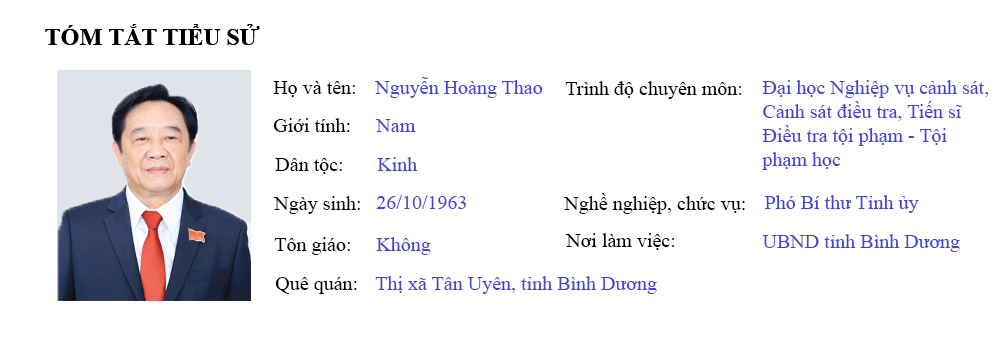 TÓM TẮT TIỂU SỬ
Họ và tên: Nguyễn Hoàng Thao
Giới tính: Nam
Dân tộc: Kinh
Ngày sinh: 26/10/1963
Tôn giáo: Không
Quê quán: Thị xã Tân Uyên, tỉnh Bình Dương
Trình độ chuyên môn: Đại học Nghiệp vụ cảnh sát,
Cảnh sát điều tra, Tiến sĩ
Điều tra tội phạm - Tội
phạm học
Nghề nghiệp, chức vụ: Phó Bí thư Tỉnh ủy
Nơi làm việc: UBND tỉnh Bình Dương